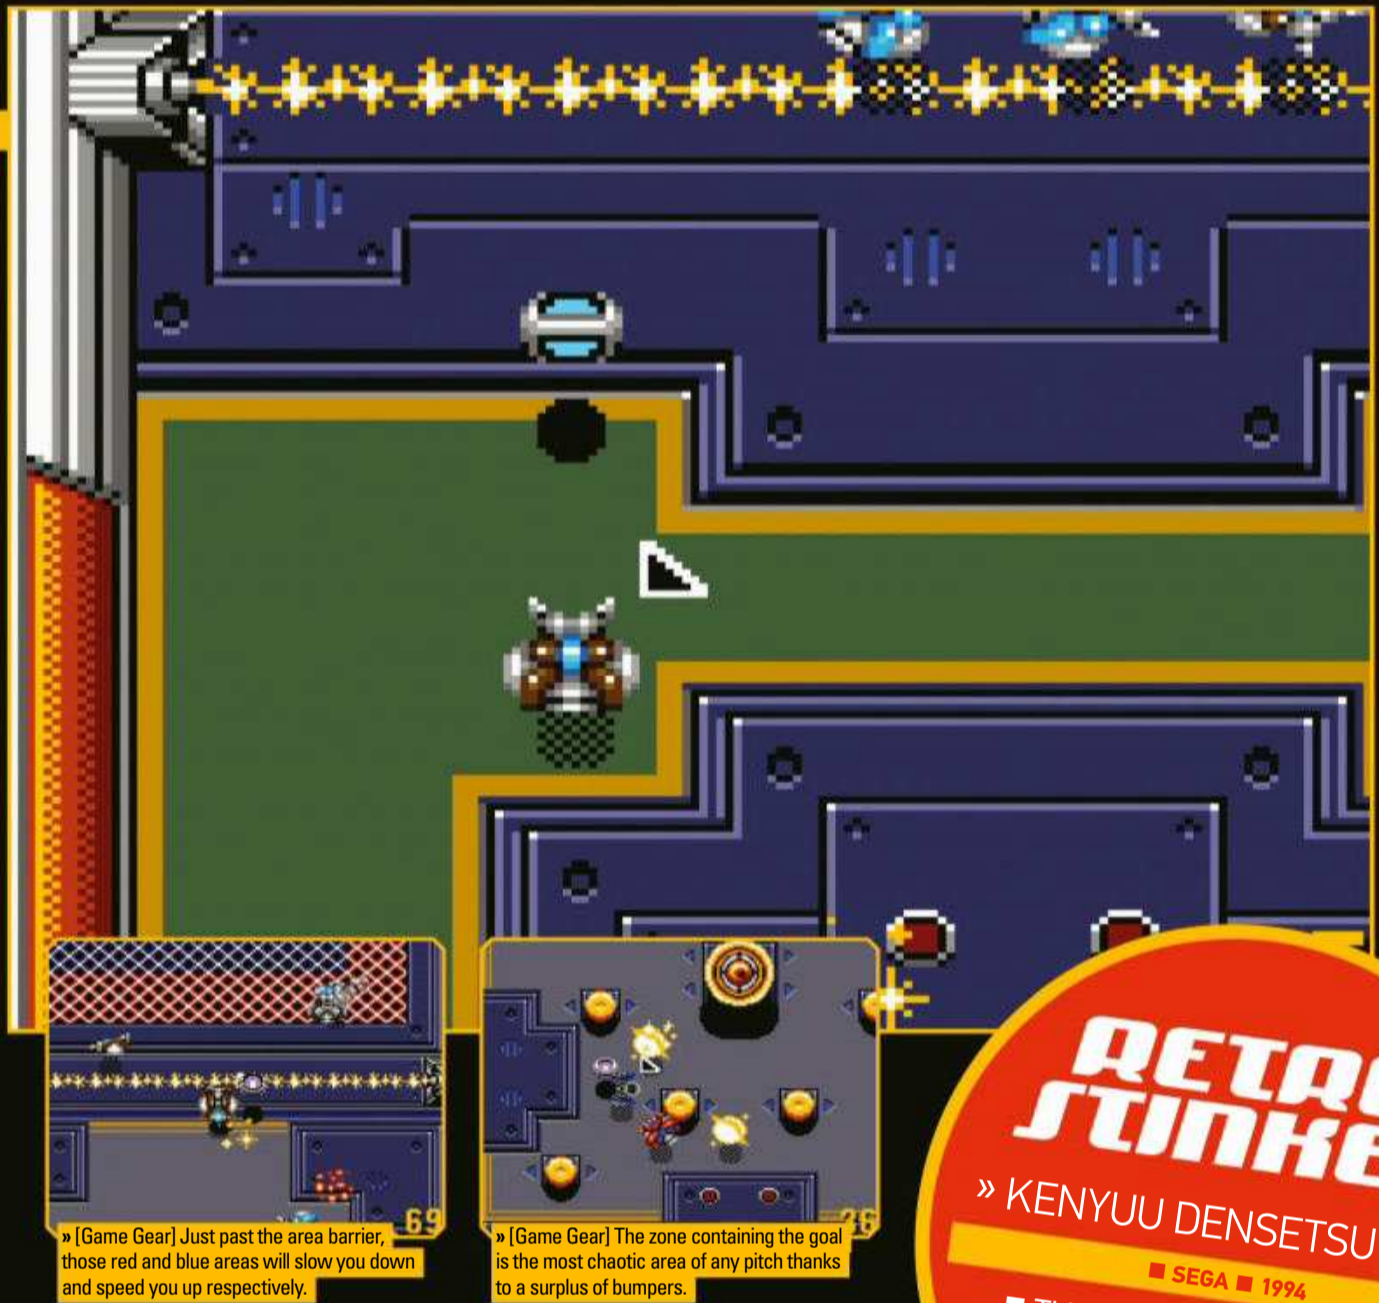 69
26
» [Game Gear] Just past the area barrier,
those red and blue areas will slow you down
and speed you up respectively.
» [Game Gear] The zone containing the goal
is the most chaotic area of any pitch thanks
to a surplus of bumpers.
» KENYUU DENSETSU
■ SEGA ■ 1994